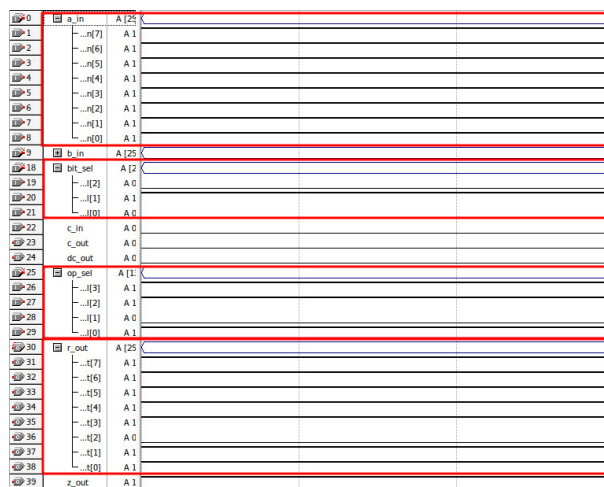 0 a_in A [25
1 ...n[7] A 1
2 ...n[6] A 1
3 ...n[5] A 1
4 ...n[4] A 1
5 ...n[3] A 1
6 ...n[2] A 1
7 ...n[1] A 1
8 ...n[0] A 1
9 b_in A [25
18 bit_sel A [2
19 ...l[2] A 0
20 ...l[1] A 1
21 ...l[0] A 0
22 c_in A 0
23 c_out A 0
24 dc_out A 0
25 op_sel A [1:
26 ...l[3] A 1
27 ...l[2] A 1
28 ...l[1] A 0
29 ...l[0] A 1
30 r_out A [25
31 ...t[7] A 1
32 ...t[6] A 1
33 ...t[5] A 1
34 ...t[4] A 1
35 ...t[3] A 1
36 ...t[2] A 0
37 ...t[1] A 1
38 ...t[0] A 1
39 z_out A 1